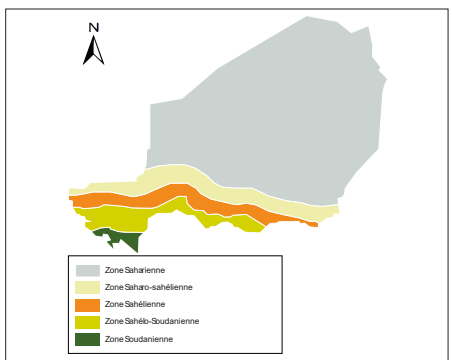 N
Zone Saharienne
Zone Saharo-sahélienne
Zone Sahélienne
Zone Sahélo-Soudanienne
Zone Soudanienne